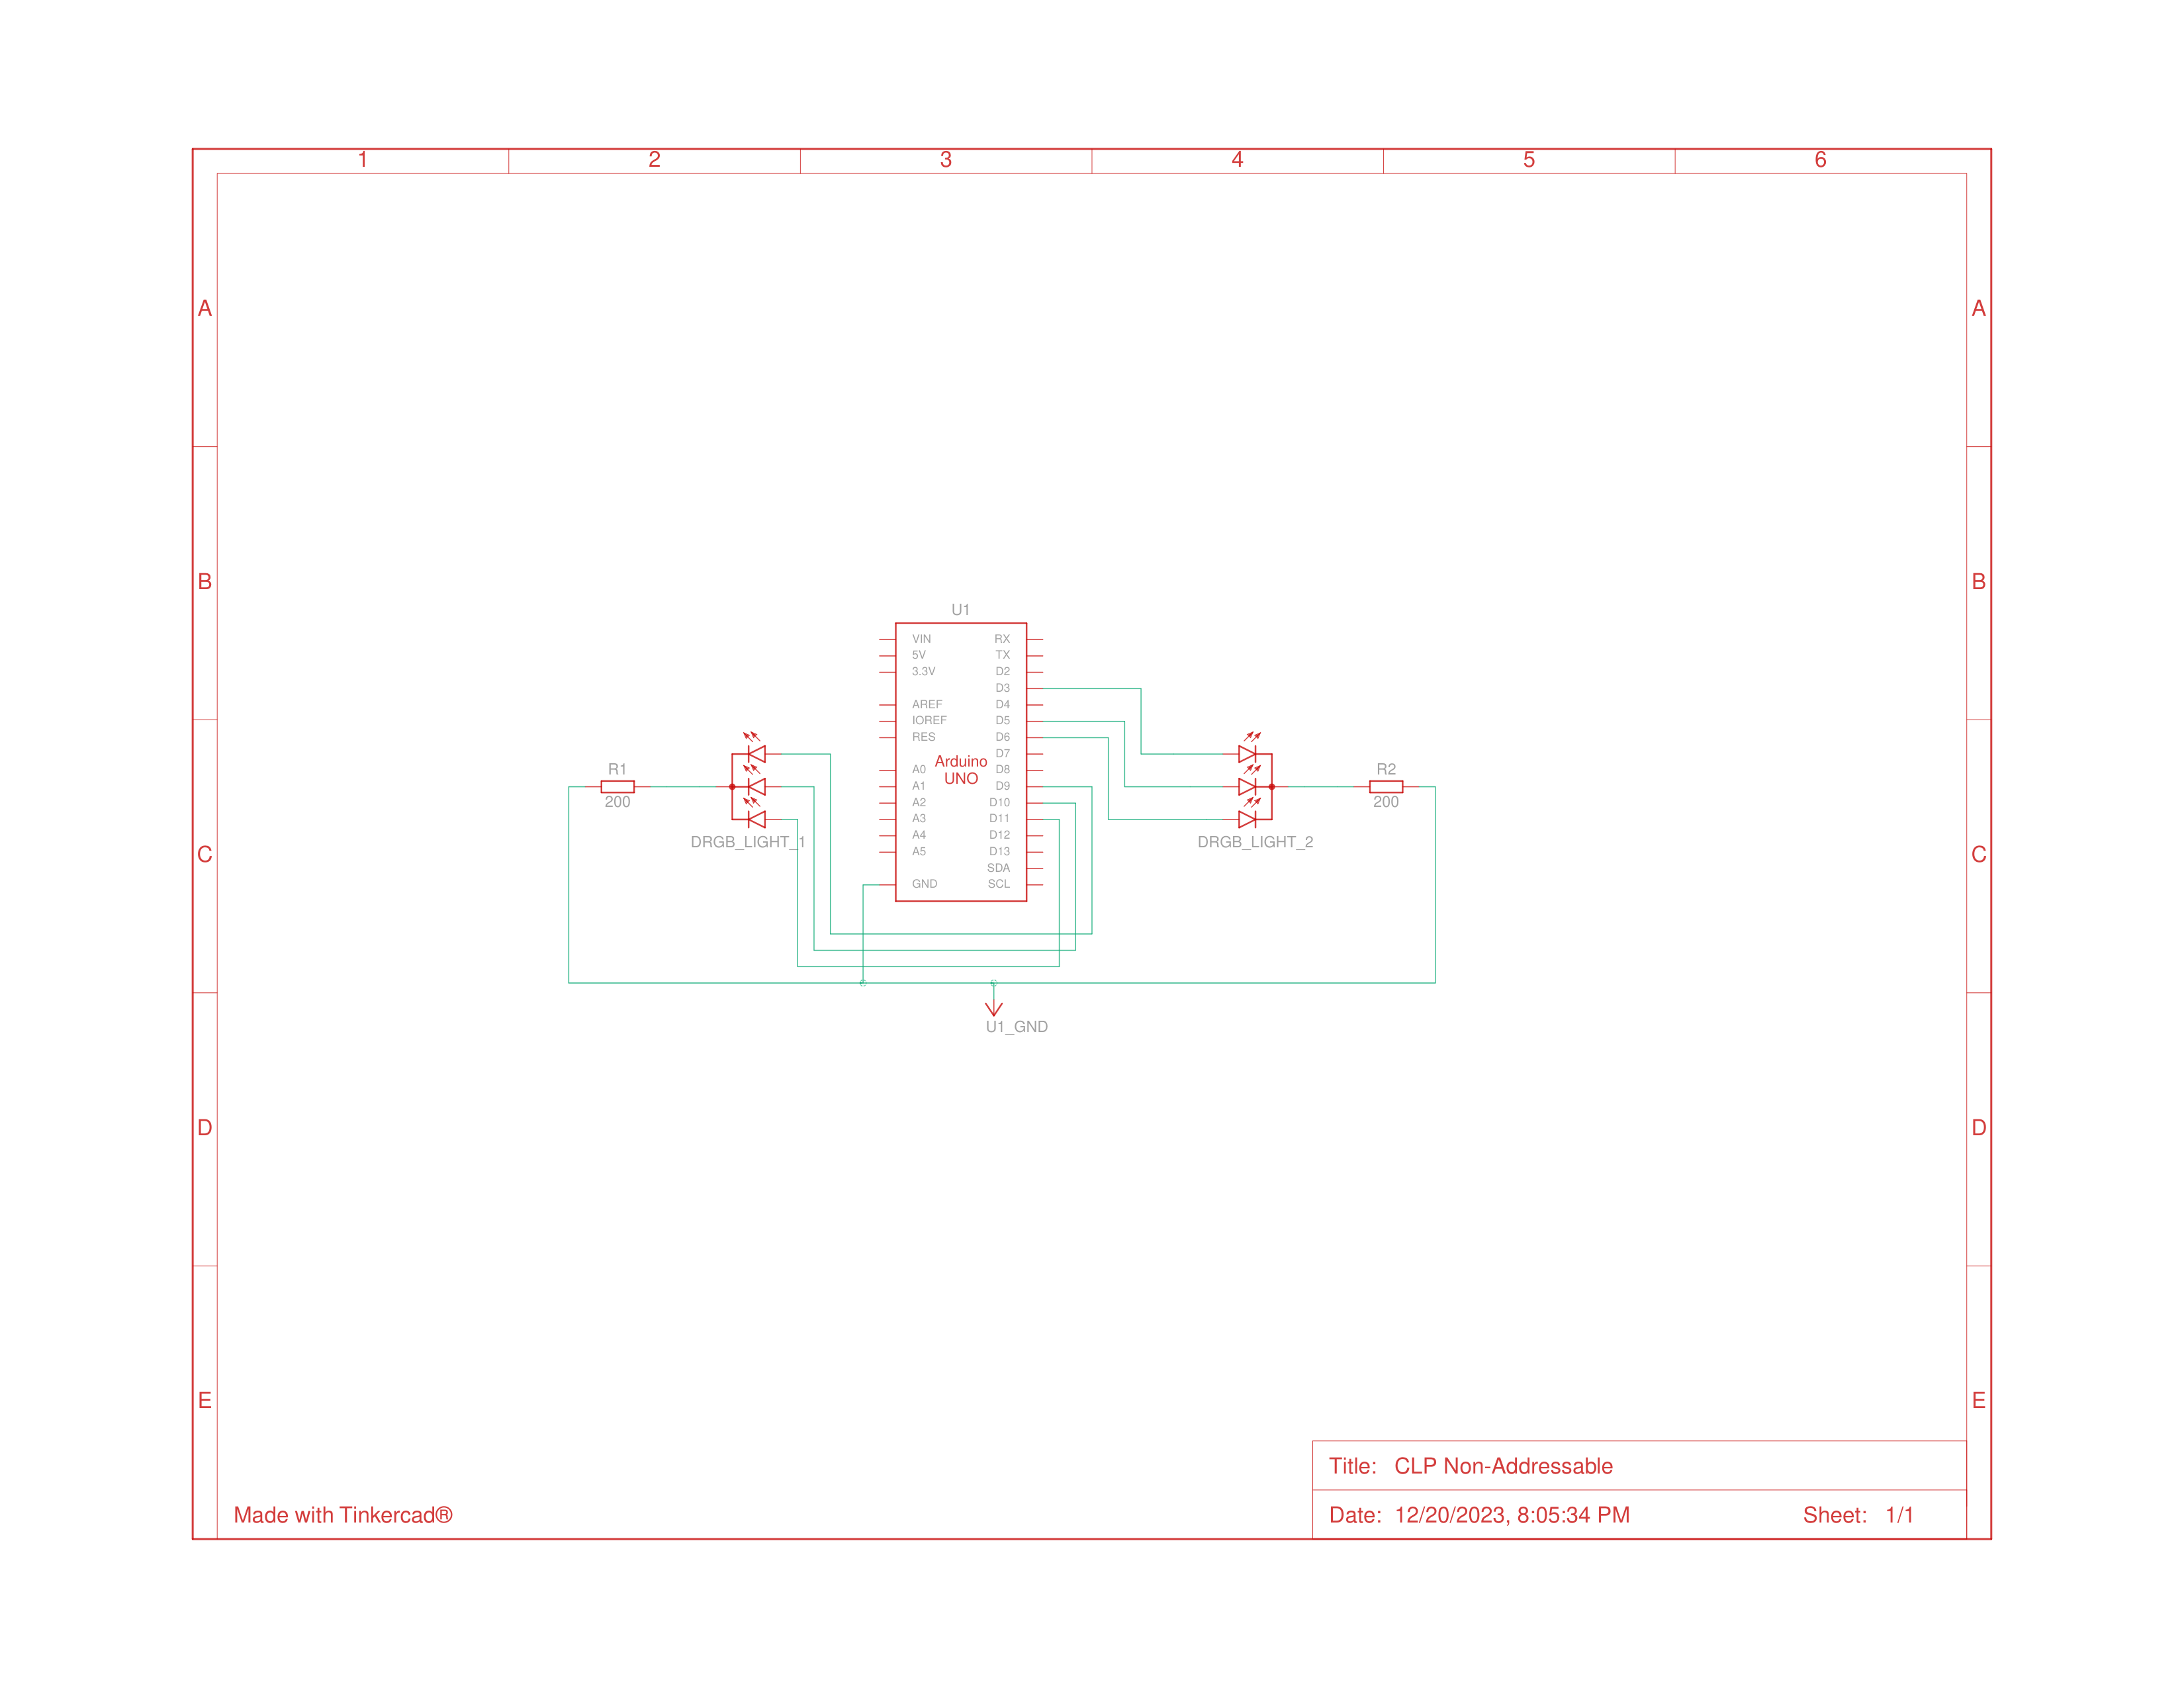 1 2 3 4 5 6
A A
B B
U1
VIN RX
5V TX
3.3V D2
D3
AREF D4
IOREF D5
RES D6
D7
Arduino
UNO
A0 D8
A1 D9
A2 D10
A3 D11
A4 D12
A5 D13
SDA
GND SCL
R1
200
DRGB_LIGHT_1
R2
200
DRGB_LIGHT_2
C C
U1_GND
D D
E E
Title: CLP Non-Addressable
Made with Tinkercad®
Date: 12/20/2023, 8:05:34 PM Sheet: 1/1